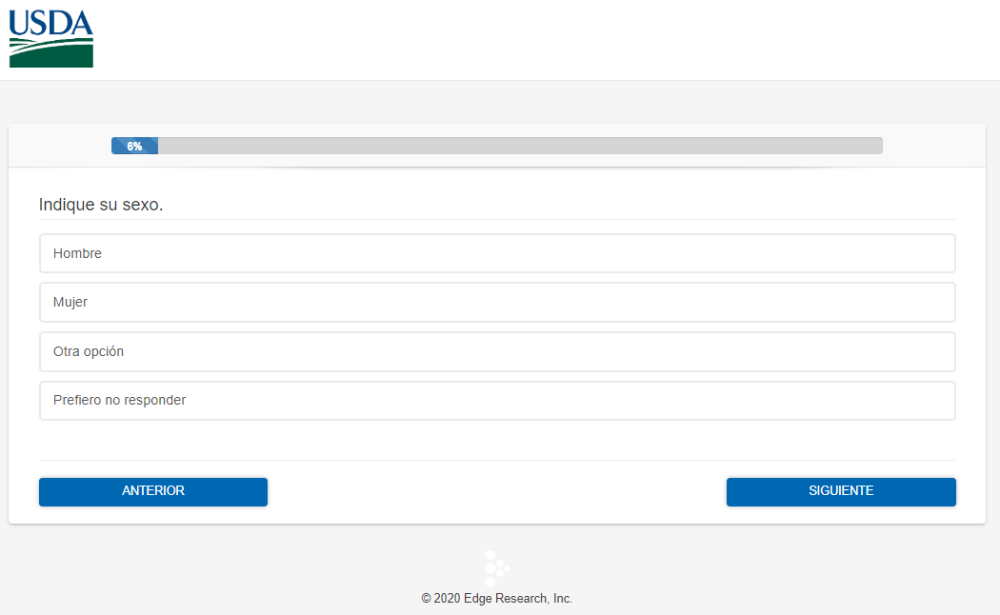 USDA
6%
Indique su sexo.
Hombre
Mujer
Otra opción
Prefiero no responder
ANTERIOR
SIGUIENTE
© 2020 Edge Research, Inc.